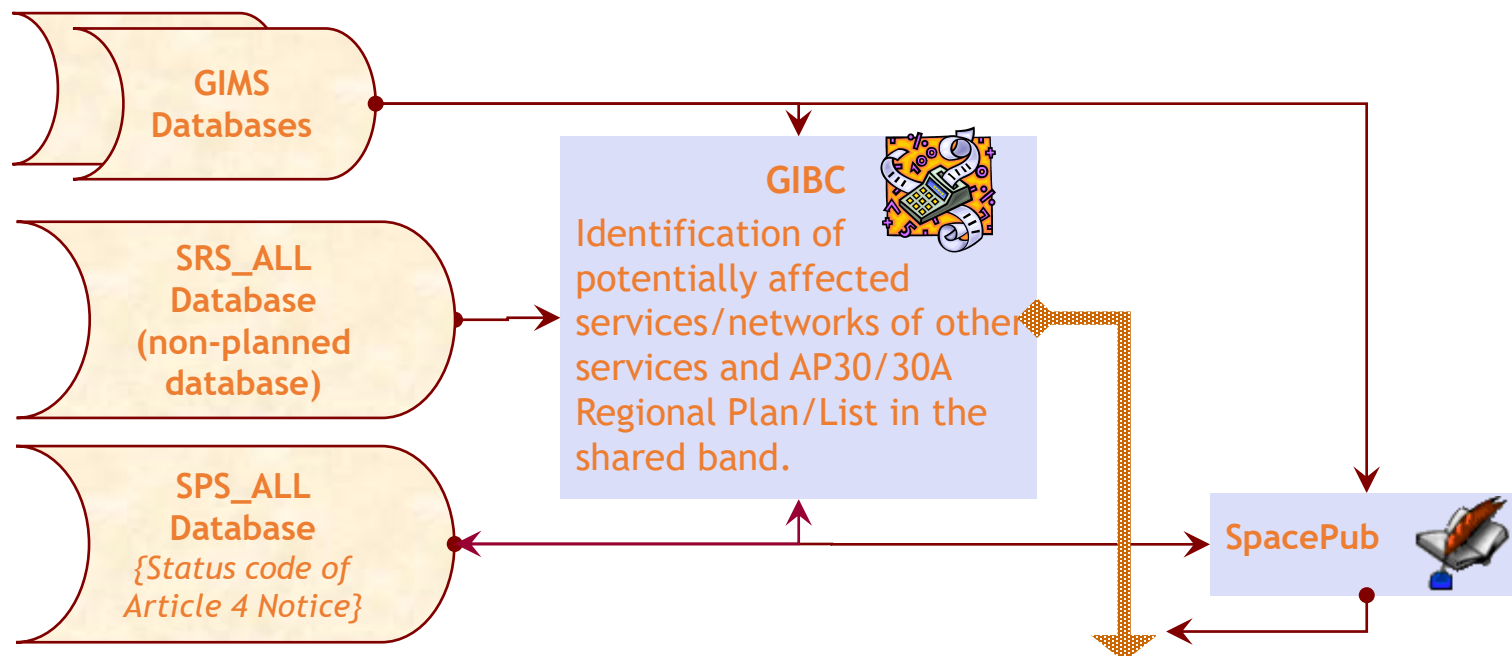 GIMS
Databases
GIBC
Identification of
potentially affected
services/networks of other
services and AP30/30A
Regional Plan/List in the
shared band.
SRS_ALL
Database
(non-planned
database)
SPS_ALL
Database
{Status code of
Article 4 Notice}
SpacePub